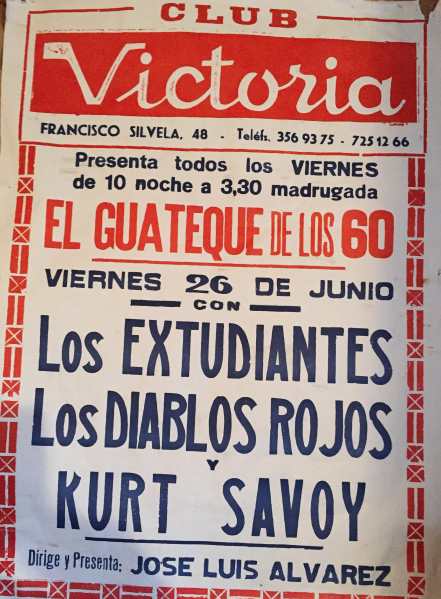 CLUB
Victoria
FRANCISCO SILVELA, 48 - Teléfs. 356 93 75 - 725 12 66
Presenta todos los VIERNES
de 10 noche a 3,30 madrugada
EL GUATEQUE DE LOS 60
VIERNES 26 DE JUNIO
CON
Los EXTUDIANTES
Los DIABLOS ROJOS
Y
KURT SAVOY
Dirige y Presenta: JOSE LUIS ALVAREZ